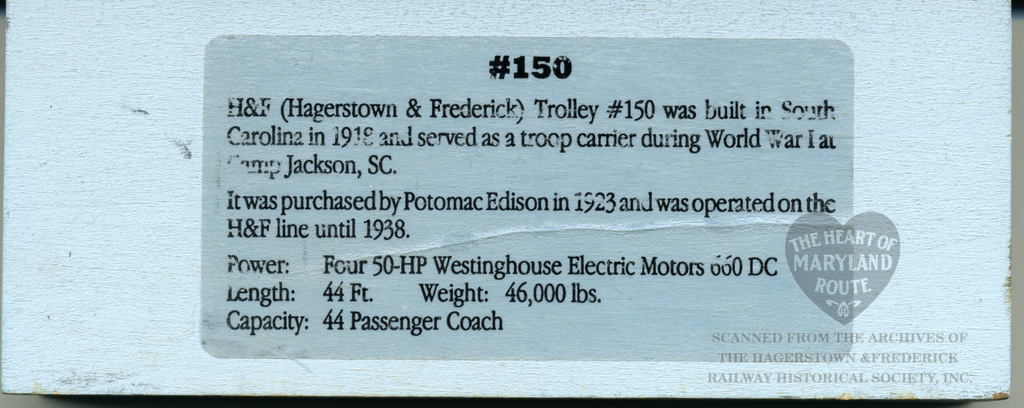 #150
H&F (Hagerstown & Frederick) Trolley #150 was built in South
Carolina in 1918 and served as a troop carrier during World War I at
Camp Jackson, SC.
It was purchased by Potomac Edison in 1923 and was operated on the
H&F line until 1938.
Power: Four 50-HP Westinghouse Electric Motors 660 DC
Length: 44 Ft. Weight: 46,000 lbs.
Capacity: 44 Passenger Coach
THE HEART OF
MARYLAND
ROUTE
SCANNED FROM THE ARCHIVES OF
THE HAGERSTOWN & FREDERICK
RAILWAY HISTORICAL SOCIETY, INC.